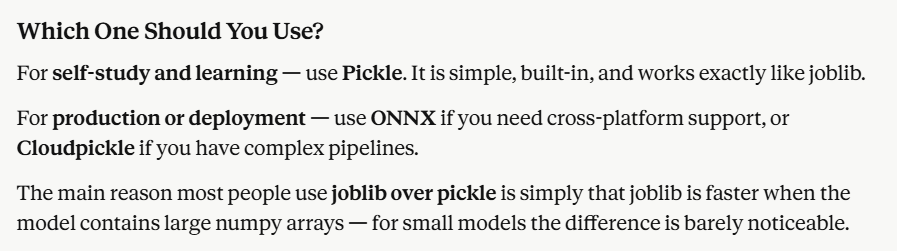 Which One Should You Use?
For self-study and learning — use Pickle. It is simple, built-in, and works exactly like joblib.
For production or deployment — use ONNX if you need cross-platform support, or
Cloudpickle if you have complex pipelines.
The main reason most people use joblib over pickle is simply that joblib is faster when the
model contains large numpy arrays — for small models the difference is barely noticeable.